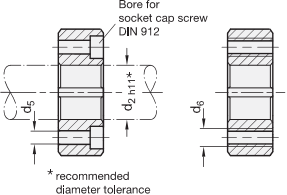 Bore for
socket cap screw
DIN 912
d5
d2 h11*
d6
* recommended
diameter tolerance